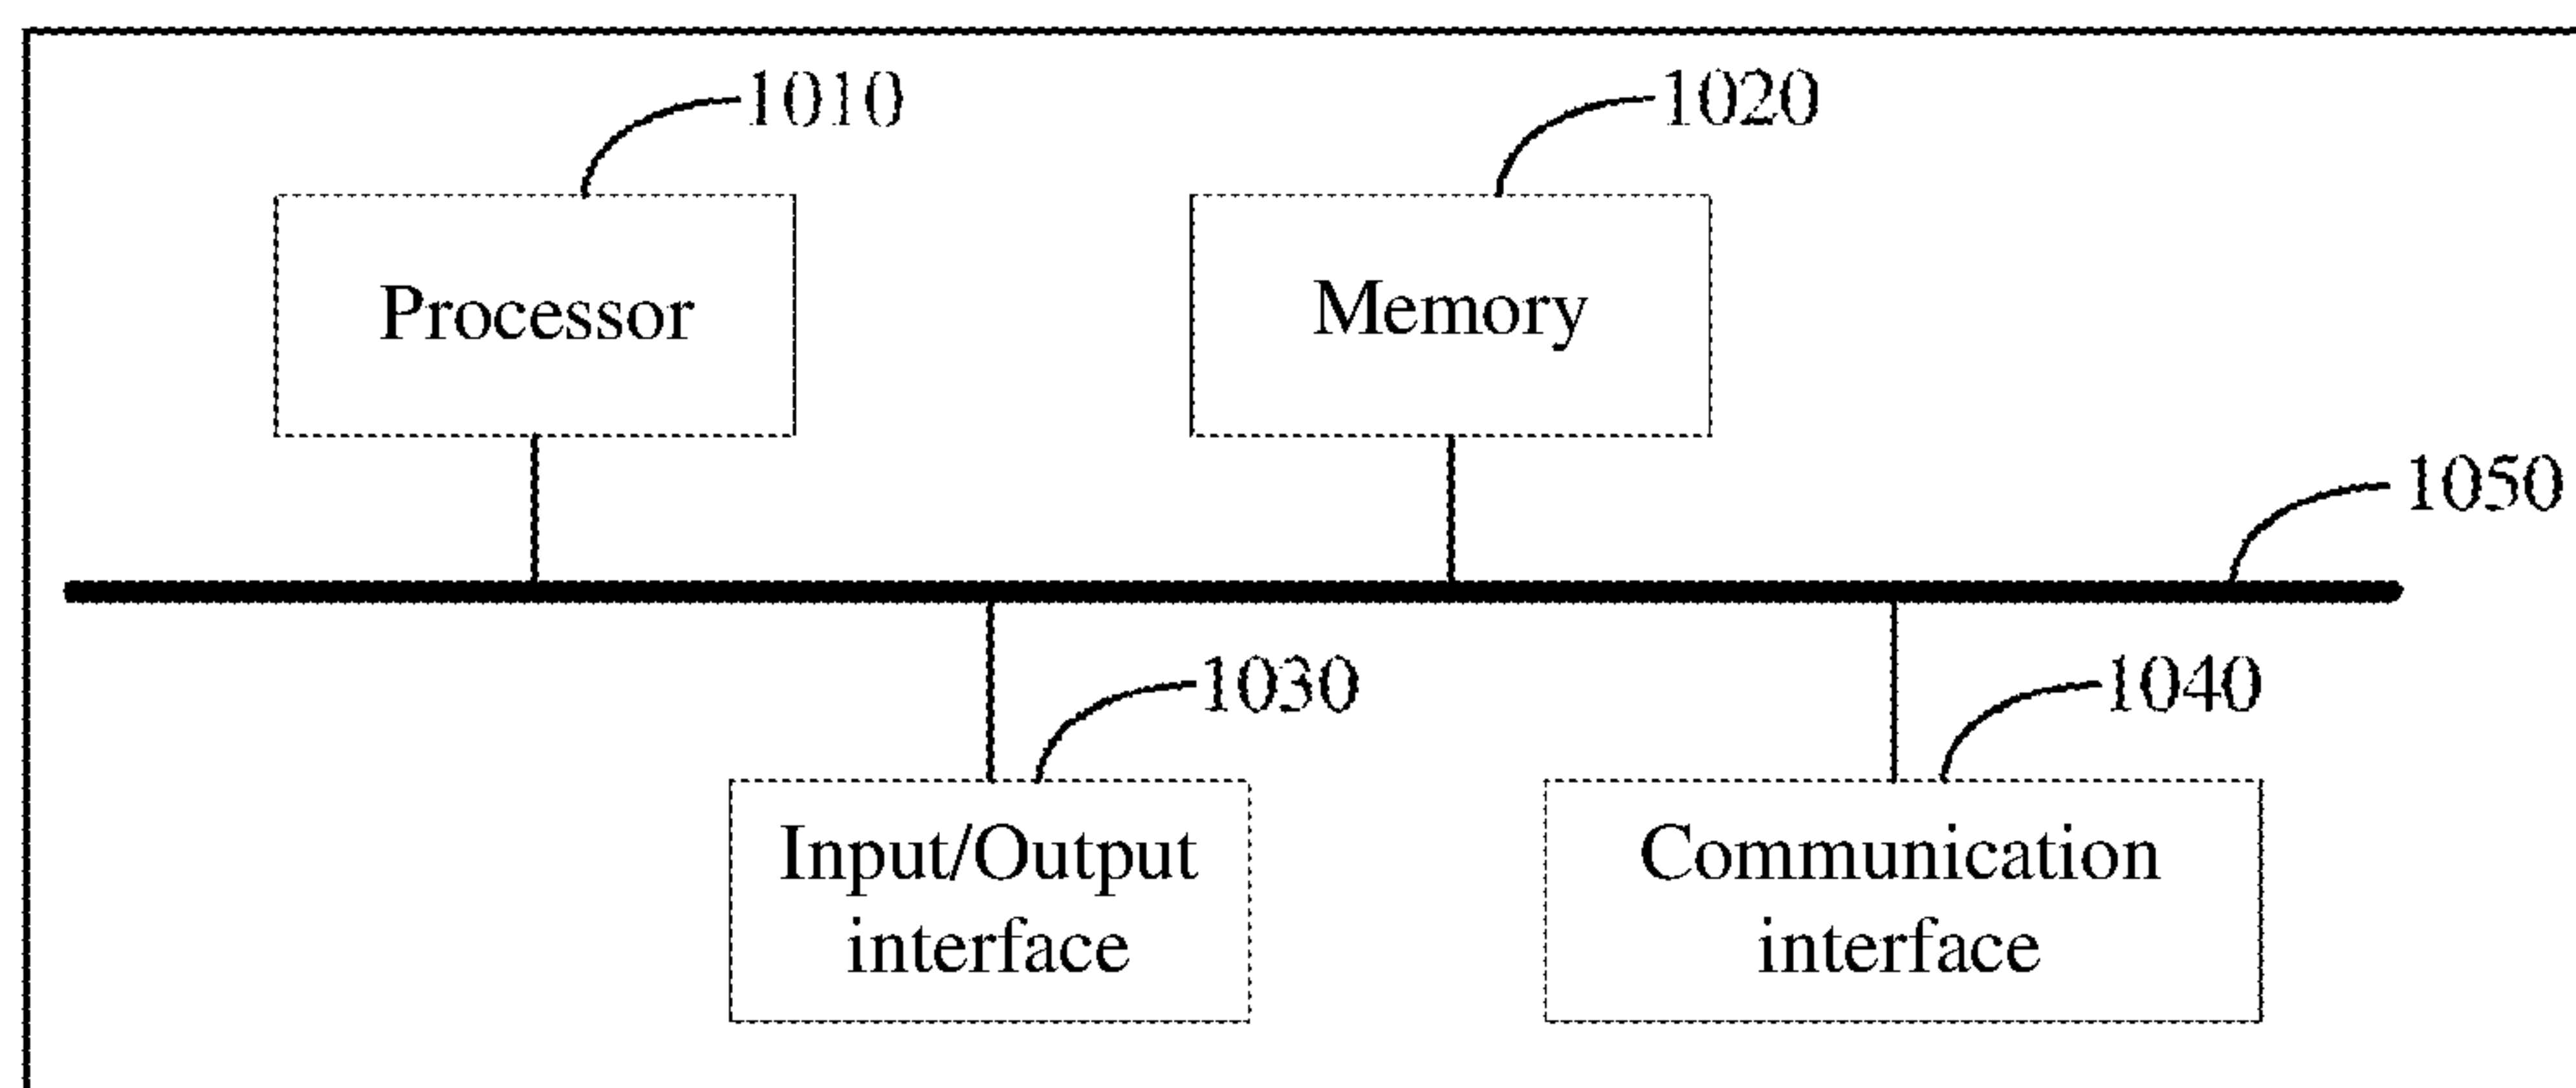 1010
1020
Processor
Memory
1050
1030
1040
Input/Output
interface
Communication
interface